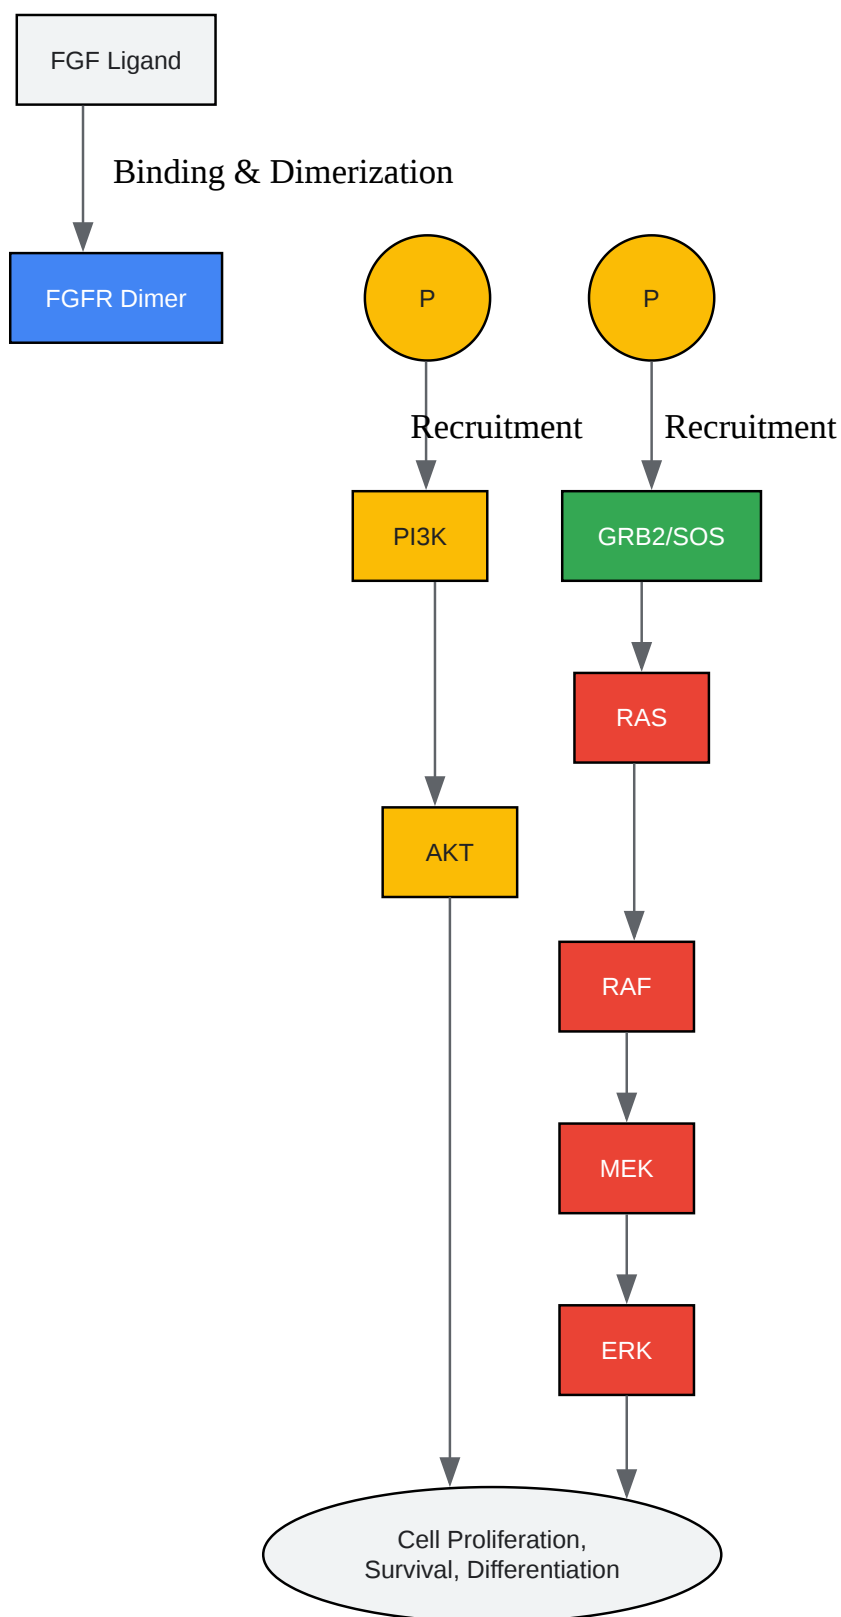 FGF Ligand
Binding & Dimerization
FGFR Dimer
P
P
Recruitment
Recruitment
PI3K
GRB2/SOS
RAS
AKT
RAF
MEK
ERK
Cell Proliferation,
Survival, Differentiation